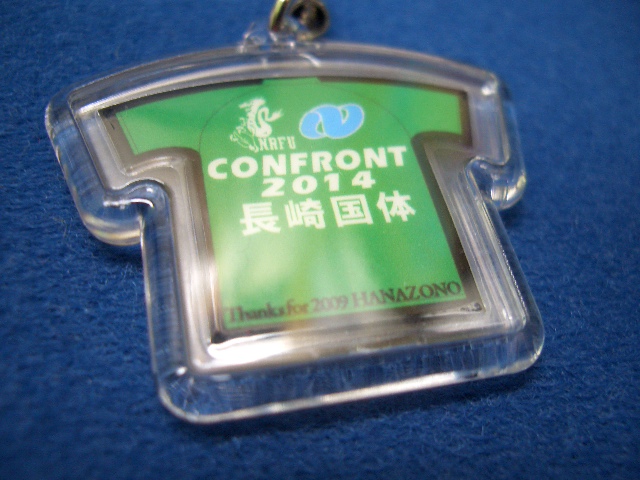 NRFU
CONFRONT
2014
長崎国体
Thanks for 2009 HANAZONO